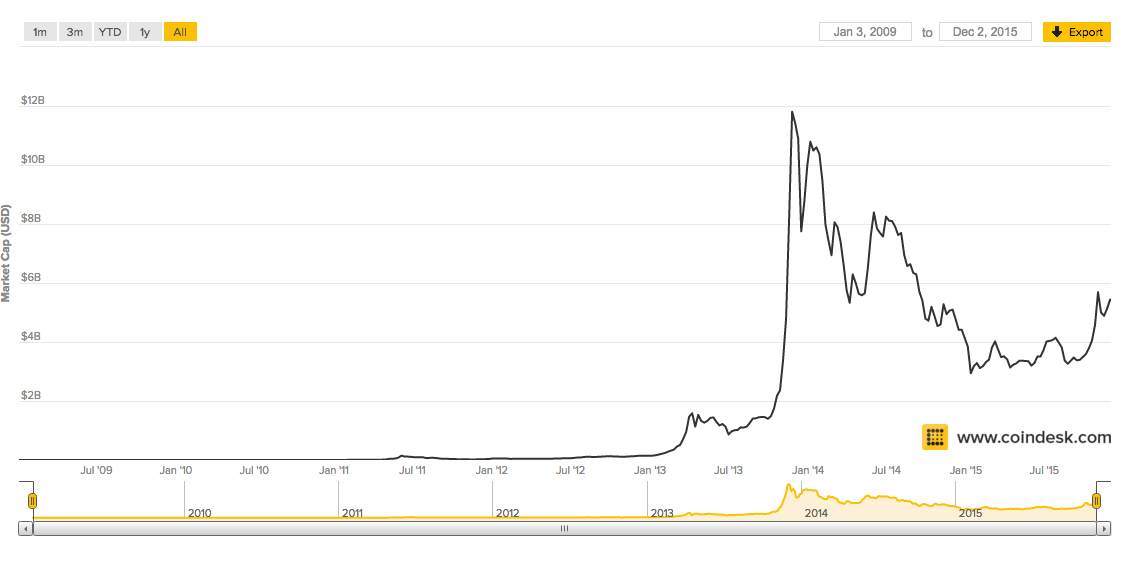 1m 3m YTD 1y All Jan 3, 2009 to Dec 2, 2015 Export
Market Cap (USD)
$12B
$10B
$8B
$6B
$4B
$2B
www.coindesk.com
Jul '09 Jan '10 Jul '10 Jan '11 Jul '11 Jan '12 Jul '12 Jan '13 Jul '13 Jan '14 Jul '14 Jan '15 Jul '15
2010 2011 2012 2013 2014 2015